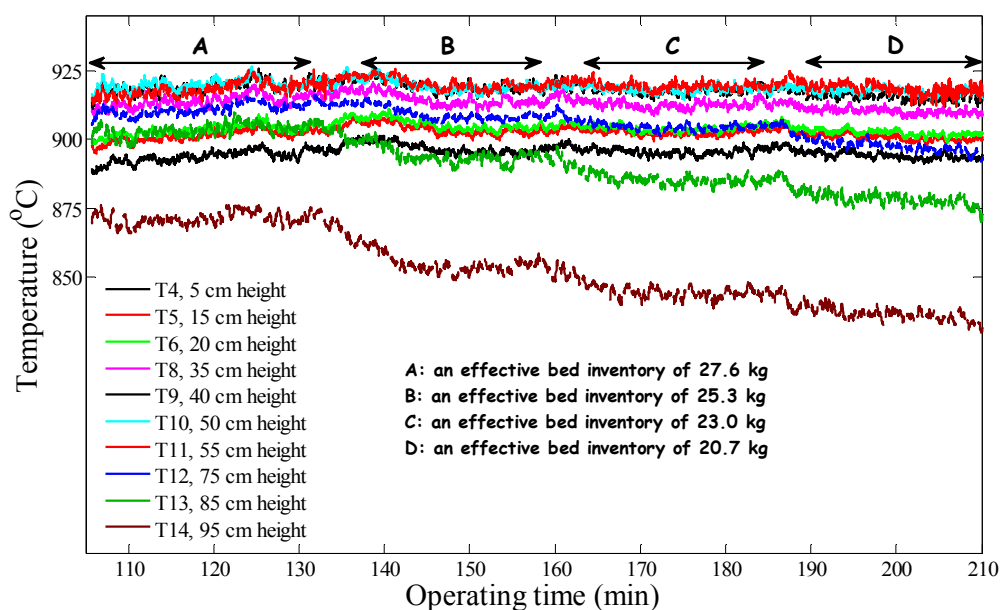 A B C D
925
900
875
850
Temperature (°C)
T4, 5 cm height
T5, 15 cm height
T6, 20 cm height
T8, 35 cm height
T9, 40 cm height
T10, 50 cm height
T11, 55 cm height
T12, 75 cm height
T13, 85 cm height
T14, 95 cm height
A: an effective bed inventory of 27.6 kg
B: an effective bed inventory of 25.3 kg
C: an effective bed inventory of 23.0 kg
D: an effective bed inventory of 20.7 kg
110 120 130 140 150 160 170 180 190 200 210
Operating time (min)